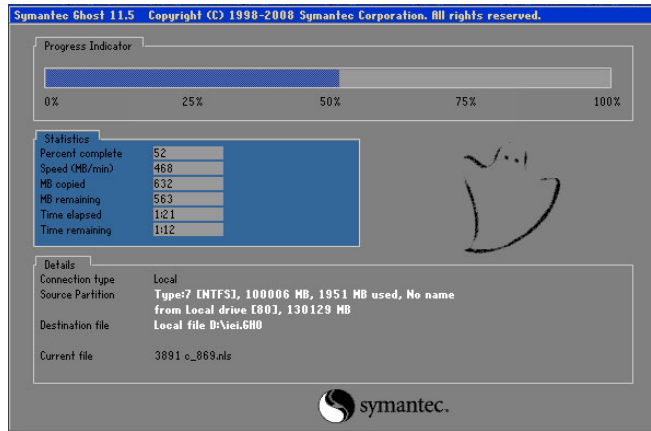 Symantec Ghost 11.5 Copyright (C) 1998-2008 Symantec Corporation. All rights reserved.
Progress Indicator
0% 25% 50% 75% 100%
Statistics
Percent complete 52
Speed (MB/min) 468
MB copied 632
MB remaining 563
Time elapsed 1:21
Time remaining 1:12
Details
Connection type Local
Source Partition Type:7 [NTFS], 100006 MB, 1951 MB used, No name
from Local drive [80], 130129 MB
Destination file Local file D:\iei.GHO
Current file 3891 c_869.nls
symantec.